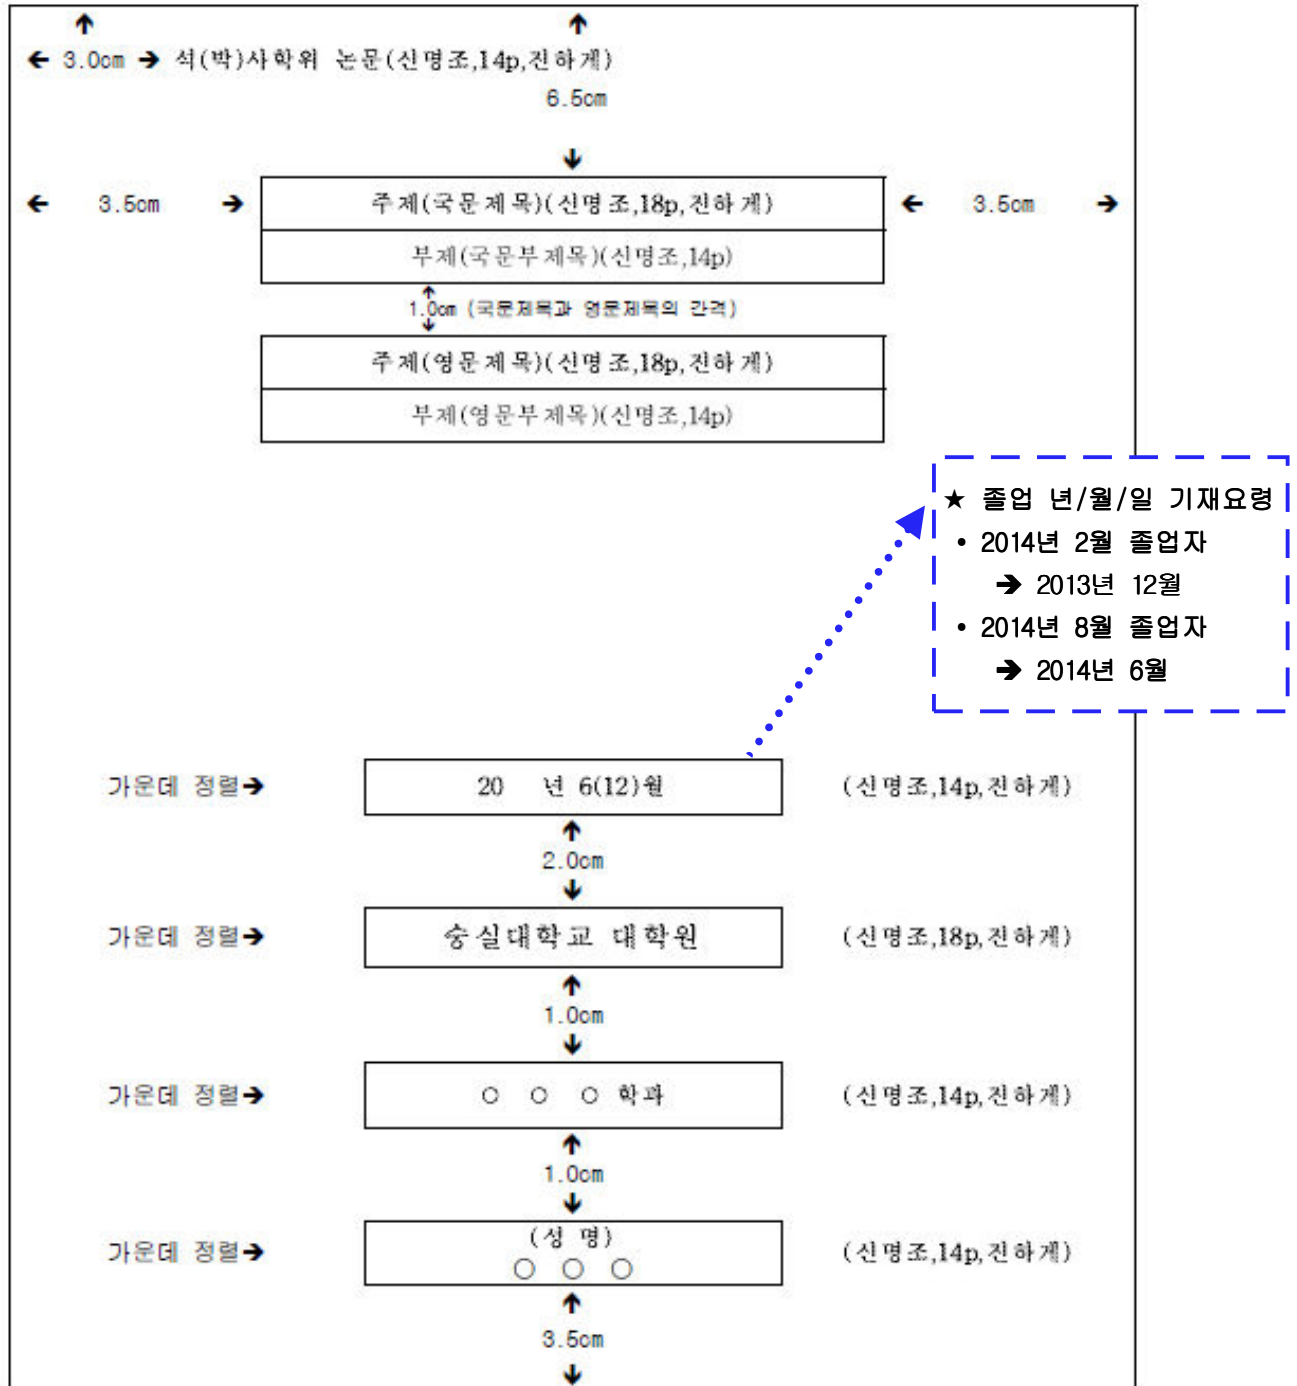 ← 3.0cm → 석(박)사학위 논문(신명조,14p,진하게)
6.5cm
← 3.5cm → 주제(국문제목)(신명조,18p,진하게) ← 3.5cm →
부제(국문부제목)(신명조,14p)
1.0cm (국문제목과 영문제목의 간격)
주제(영문제목)(신명조,18p,진하게)
부제(영문부제목)(신명조,14p)
★ 졸업 년/월/일 기재요령
• 2014년 2월 졸업자
→ 2013년 12월
• 2014년 8월 졸업자
→ 2014년 6월
가운데 정렬→ 20 년 6(12)월 (신명조,14p,진하게)
2.0cm
가운데 정렬→ 숭실대학교 대학원 (신명조,18p,진하게)
1.0cm
가운데 정렬→ ○ ○ ○ 학과 (신명조,14p,진하게)
1.0cm
(성 명)
가운데 정렬→ ○ ○ ○ (신명조,14p,진하게)
3.5cm